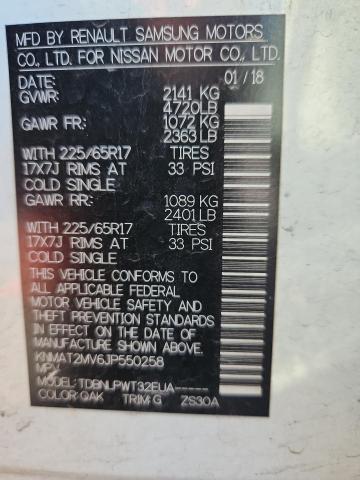 MFD BY RENAULT SAMSUNG MOTORS
CO., LTD. FOR NISSAN MOTOR CO., LTD.
DATE: 01 / 18
GVWR: 2141 KG
4720LB
GAWR FR: 1072 KG
2363 LB
WITH 225/65R17 TIRES
17X7J RIMS AT 33 PSI
COLD SINGLE
GAWR RR: 1089 KG
2401 LB
WITH 225/65R17 TIRES
17X7J RIMS AT 33 PSI
COLD SINGLE
THIS VEHICLE CONFORMS TO
ALL APPLICABLE FEDERAL
MOTOR VEHICLE SAFETY AND
THEFT PREVENTION STANDARDS
IN EFFECT ON THE DATE OF
MANUFACTURE SHOWN ABOVE.
KNMAT2MV6JP550258
MPV
MODEL: TDBNLPWT32EUA-----
COLOR: QAK TRIM: G ZS30A